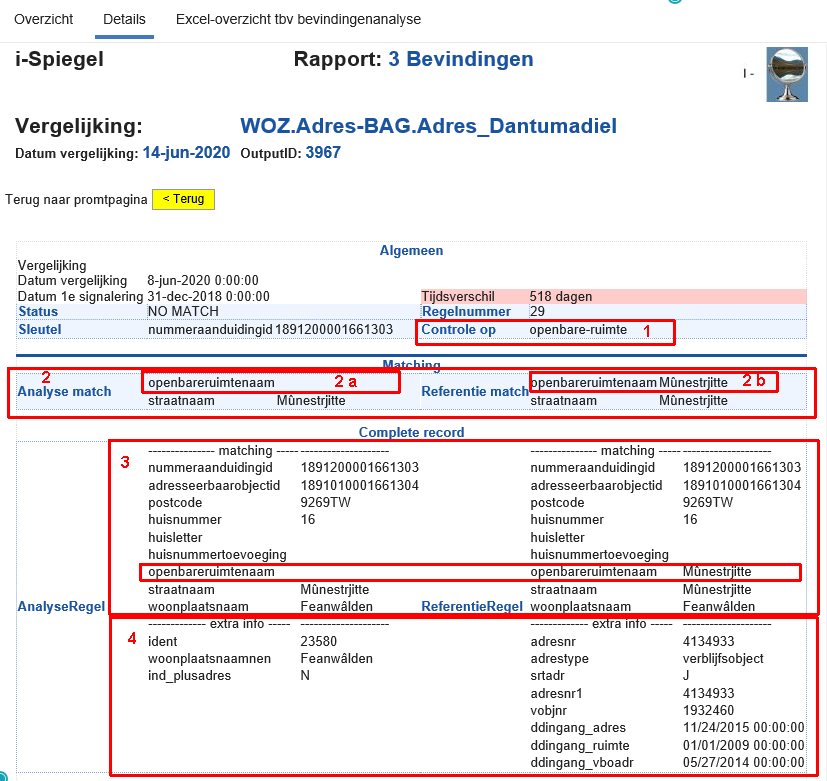 Overzicht Details Excel-overzicht tbv bevindingenanalyse
i-Spiegel Rapport: 3 Bevindingen
I -
Vergelijking: WOZ.Adres-BAG.Adres_Dantumadiel
Datum vergelijking: 14-jun-2020 OutputID: 3967
Terug naar promtpagina < Terug
Algemeen
Vergelijking
Datum vergelijking 8-jun-2020 0:00:00
Datum 1e signalering 31-dec-2018 0:00:00 Tijdsverschil 518 dagen
Status NO MATCH Regelnummer 29
Sleutel nummeraanduidingid 1891200001661303 Controle op openbare-ruimte 1
Matching
2 openbareruimtenaam 2 a openbareruimtenaam Mûnestrjitte 2 b
Analyse match Referentie match
straatnaam Mûnestrjitte straatnaam Mûnestrjitte
Complete record
3 --------------- matching ----- -------------------- --------------- matching ----- --------------------
nummeraanduidingid 1891200001661303 nummeraanduidingid 1891200001661303
adresseerbaarobjectid 1891010001661304 adresseerbaarobjectid 1891010001661304
postcode 9269TW postcode 9269TW
huisnummer 16 huisnummer 16
huisletter huisletter
huisnummertoevoeging huisnummertoevoeging
openbareruimtenaam openbareruimtenaam Mûnestrjitte
straatnaam Mûnestrjitte straatnaam Mûnestrjitte
AnalyseRegel woonplaatsnaam Feanwâlden ReferentieRegel woonplaatsnaam Feanwâlden
4 ------------- extra info ----- -------------------- ------------- extra info ----- --------------------
ident 23580 adresnr 4134933
woonplaatsnaamnen Feanwâlden adrestype verblijfsobject
ind_plusadres N srtadr J
adresnr1 4134933
vobjnr 1932460
ddingang_adres 11/24/2015 00:00:00
ddingang_ruimte 01/01/2009 00:00:00
ddingang_vboadr 05/27/2014 00:00:00